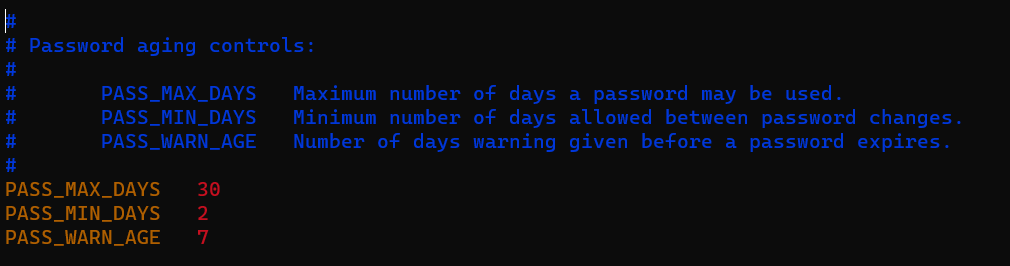 #
# Password aging controls:
#
#       PASS_MAX_DAYS   Maximum number of days a password may be used.
#       PASS_MIN_DAYS   Minimum number of days allowed between password changes.
#       PASS_WARN_AGE   Number of days warning given before a password expires.
#
PASS_MAX_DAYS   30
PASS_MIN_DAYS   2
PASS_WARN_AGE   7